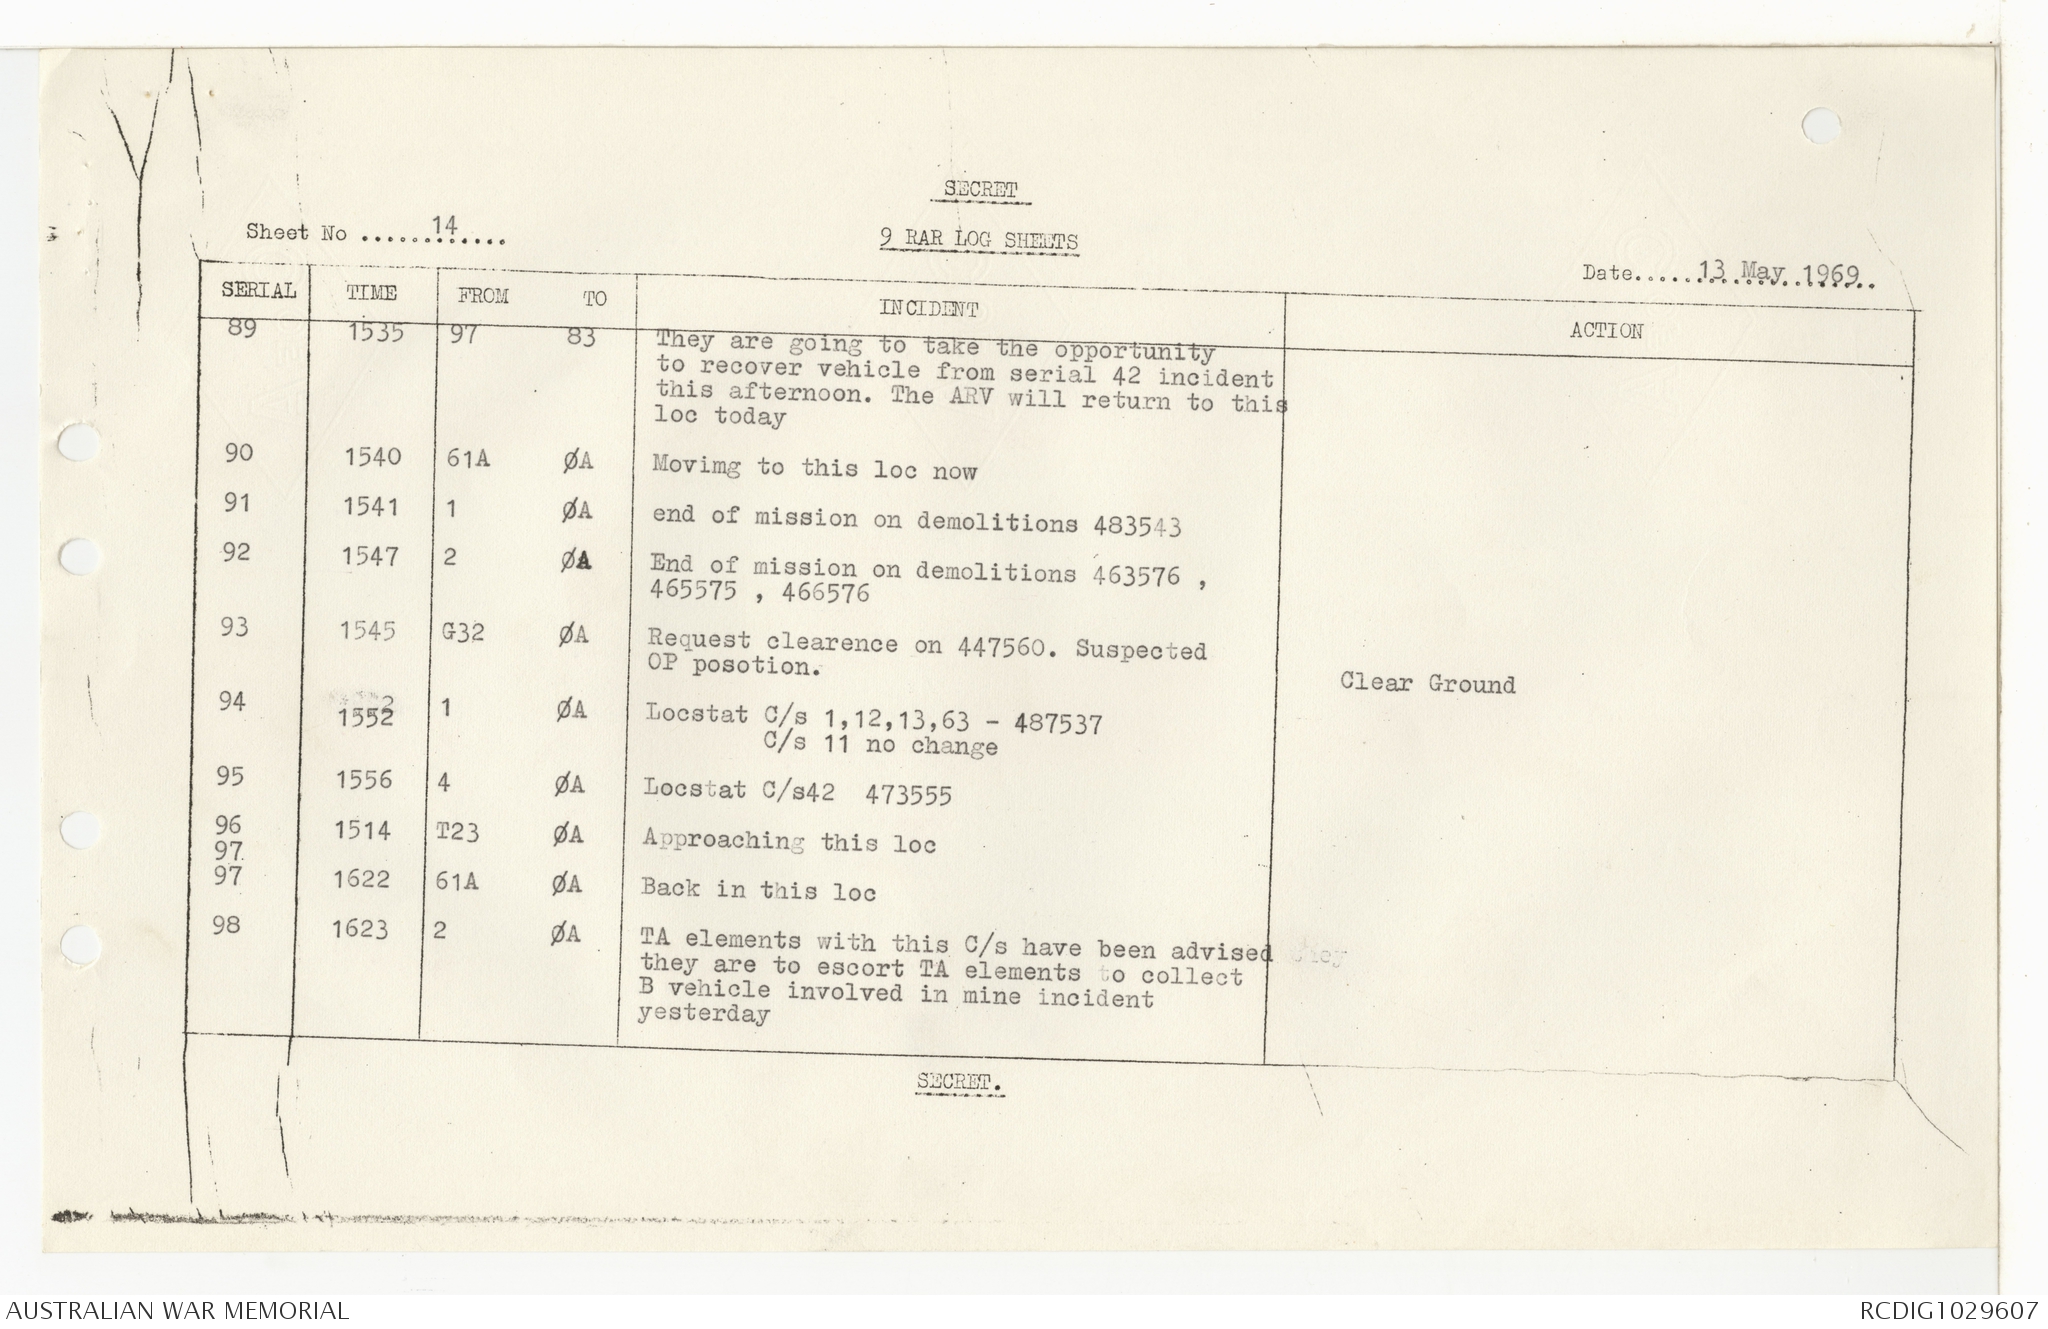 SECRET
Sheet No .....14.......
9 RAR LOG SHEETS
Date.....13 May 1969..
SERIAL TIME FROM TO INCIDENT ACTION
89 1535 97 83 They are going to take the opportunity
to recover vehicle from serial 42 incident
this afternoon. The ARV will return to this
loc today
90 1540 61A ØA Movimg to this loc now
91 1541 1 ØA end of mission on demolitions 483543
92 1547 2 ØA End of mission on demolitions 463576 ,
465575 , 466576
93 1545 G32 ØA Request clearence on 447560. Suspected
OP posotion.
Clear Ground
94 1552 1 ØA Locstat C/s 1,12,13,63 - 487537
C/s 11 no change
95 1556 4 ØA Locstat C/s42 473555
96 1514 T23 ØA Approaching this loc
97
97 1622 61A ØA Back in this loc
98 1623 2 ØA TA elements with this C/s have been advised they
they are to escort TA elements to collect
B vehicle involved in mine incident
yesterday
SECRET.
AUSTRALIAN WAR MEMORIAL
RCDIG1029607